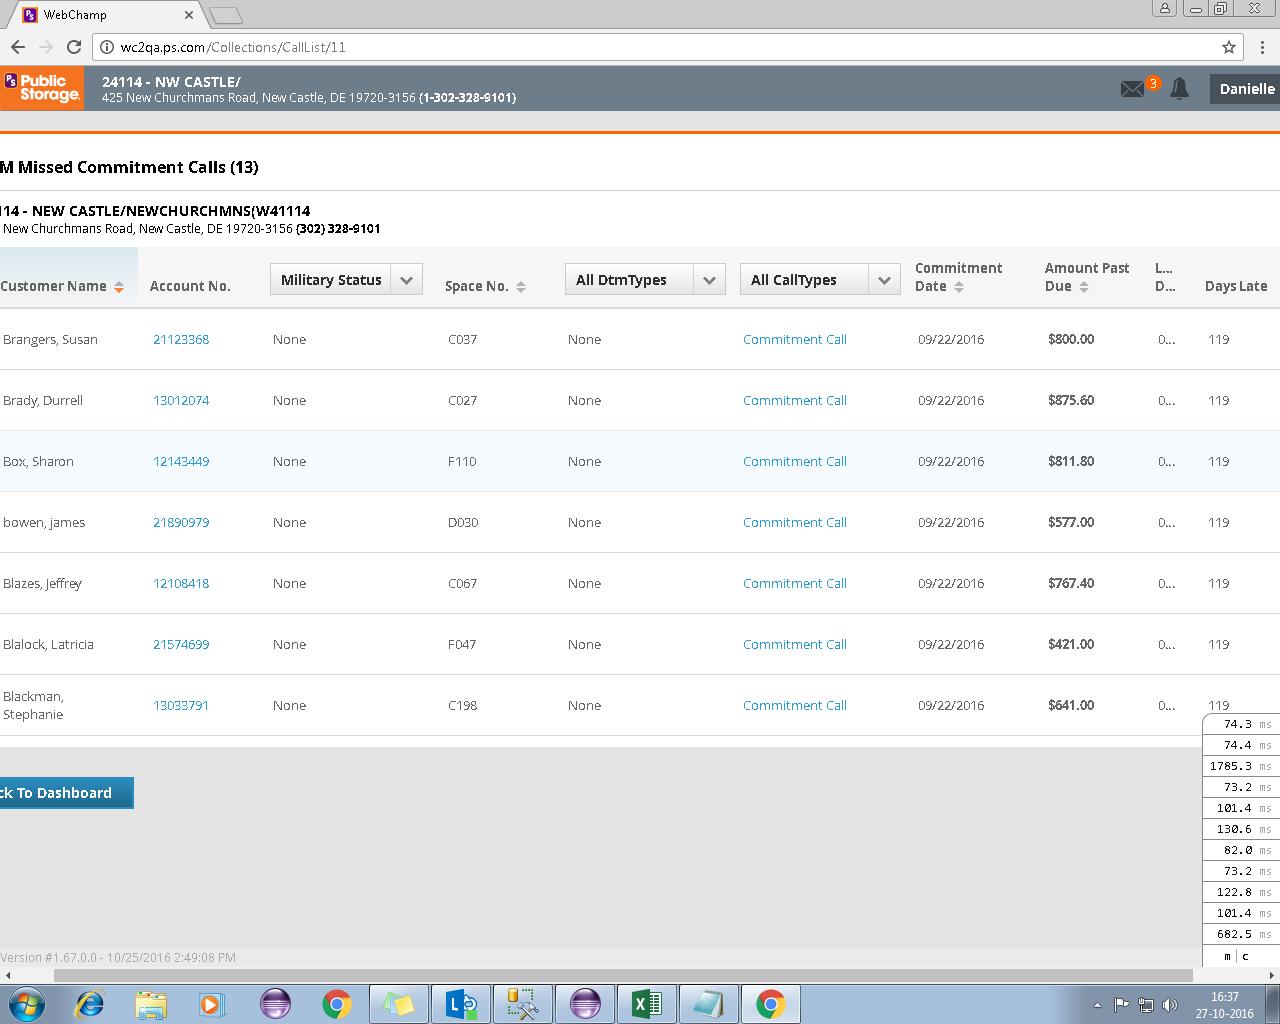 WebChamp
wc2qa.ps.com/Collections/CallList/11
Ps Public Storage.
24114 - NW CASTLE/
425 New Churchmans Road, New Castle, DE 19720-3156 (1-302-328-9101)
3
Danielle
M Missed Commitment Calls (13)
114 - NEW CASTLE/NEWCHURCHMNS(W41114
New Churchmans Road, New Castle, DE 19720-3156 (302) 328-9101
Customer Name Account No. Military Status Space No. All DtmTypes All CallTypes Commitment Date Amount Past Due L... D... Days Late
Brangers, Susan 21123368 None C037 None Commitment Call 09/22/2016 $800.00 0... 119
Brady, Durrell 13012074 None C027 None Commitment Call 09/22/2016 $875.60 0... 119
Box, Sharon 12143449 None F110 None Commitment Call 09/22/2016 $811.80 0... 119
bowen, james 21890979 None D030 None Commitment Call 09/22/2016 $577.00 0... 119
Blazes, Jeffrey 12108418 None C067 None Commitment Call 09/22/2016 $767.40 0... 119
Blalock, Latricia 21574699 None F047 None Commitment Call 09/22/2016 $421.00 0... 119
Blackman, Stephanie 13033791 None C198 None Commitment Call 09/22/2016 $641.00 0... 119
74.3 ms
74.4 ms
1785.3 ms
73.2 ms
101.4 ms
130.6 ms
82.0 ms
73.2 ms
122.8 ms
101.4 ms
682.5 ms
m | c
ck To Dashboard
Version #1.67.0.0 - 10/25/2016 2:49:08 PM
16:37
27-10-2016